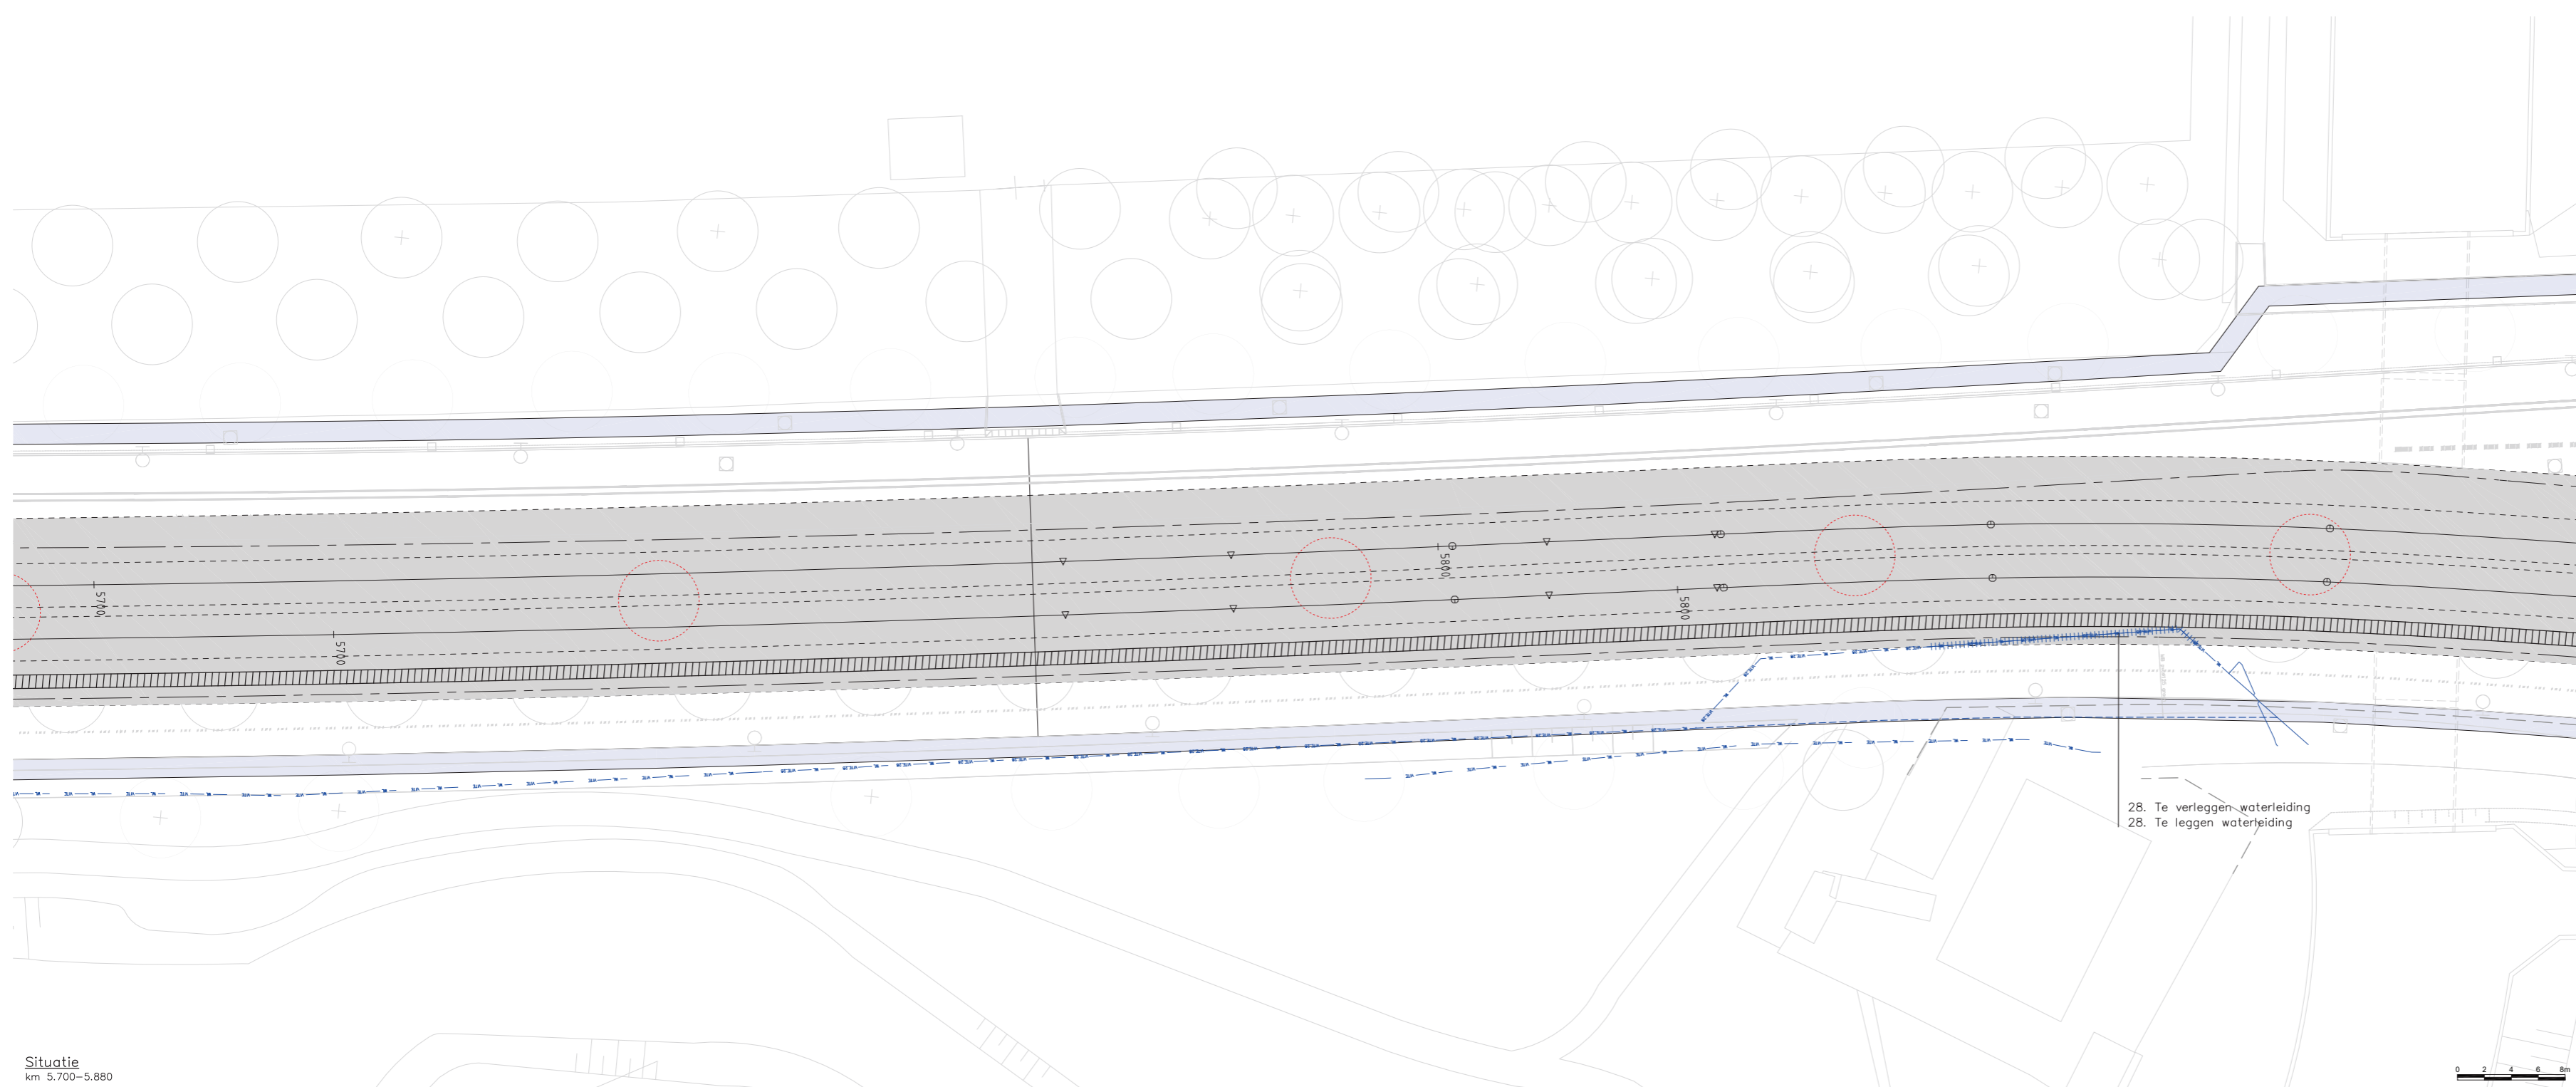 5700
5700
5800
5800
28. Te verleggen waterleiding
28. Te leggen waterleiding
Situatie
km 5.700-5.880
0 2 4 6 8m